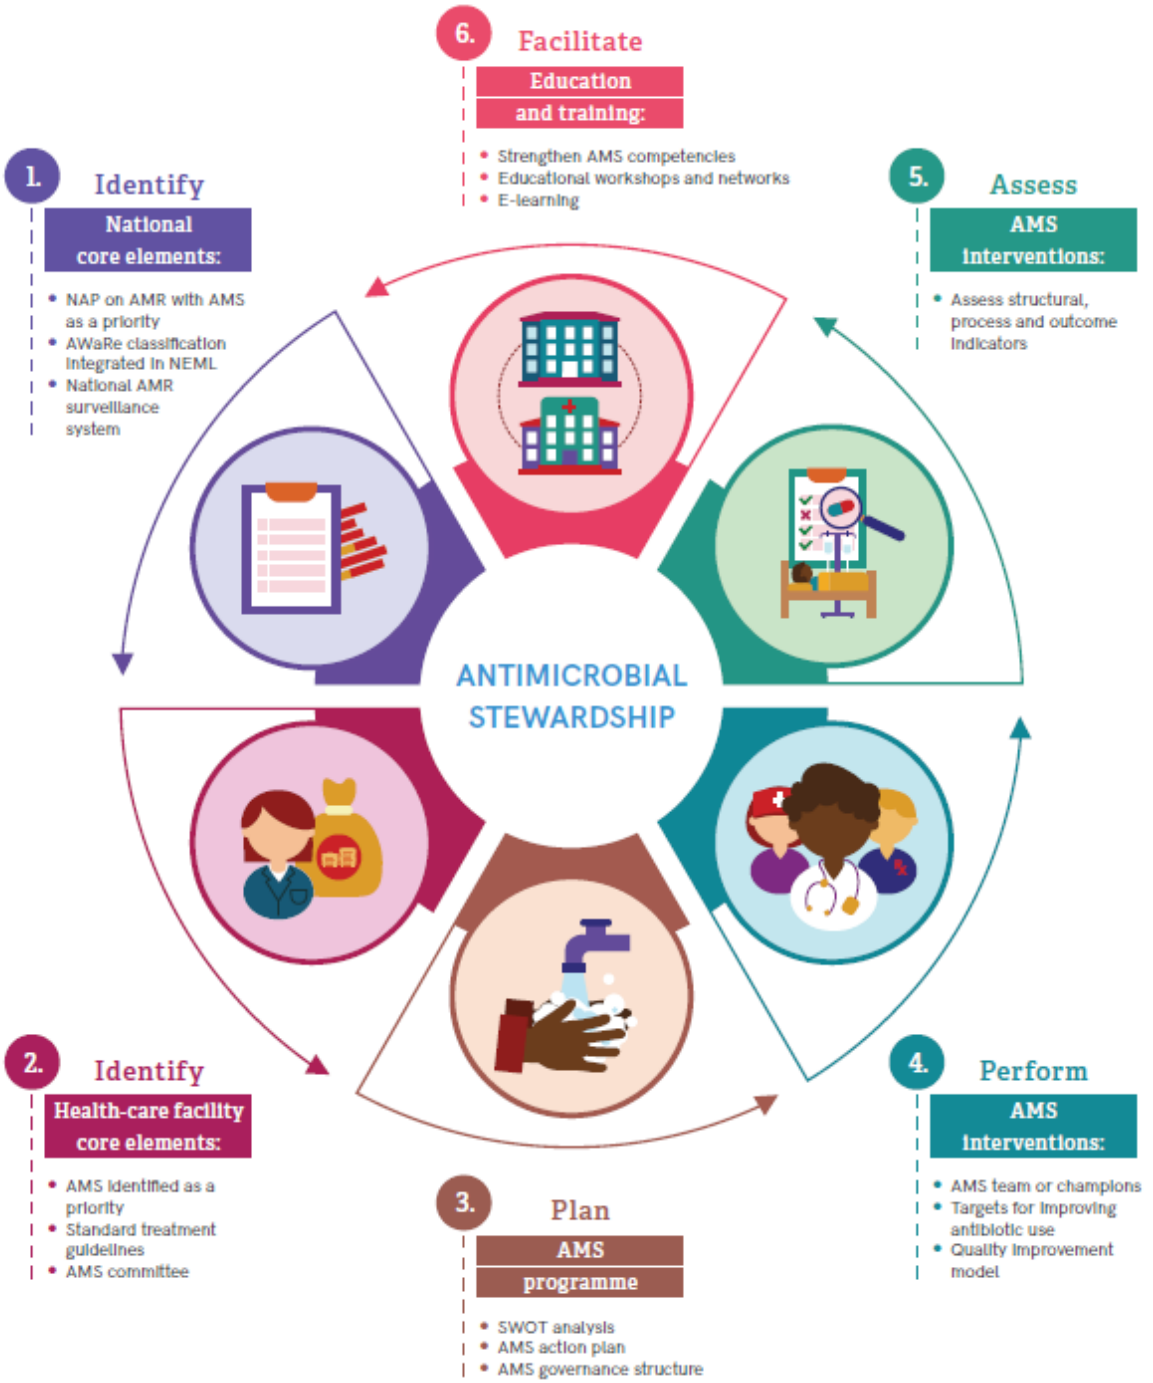 6.
Facilitate
Education
and training:
• Strengthen AMS competencies
• Educational workshops and networks
• E-learning
1.
Identify
National
core elements:
• NAP on AMR with AMS
as a priority
• AWaRe classification
integrated in NEML
• National AMR
surveillance
system
5.
Assess
AMS
interventions:
• Assess structural,
process and outcome
indicators
ANTIMICROBIAL
STEWARDSHIP
2.
Identify
Health-care facility
core elements:
• AMS identified as a
priority
• Standard treatment
guidelines
• AMS committee
3.
Plan
AMS
programme
• SWOT analysis
• AMS action plan
• AMS governance structure
4.
Perform
AMS
interventions:
• AMS team or champions
• Targets for improving
antibiotic use
• Quality improvement
model